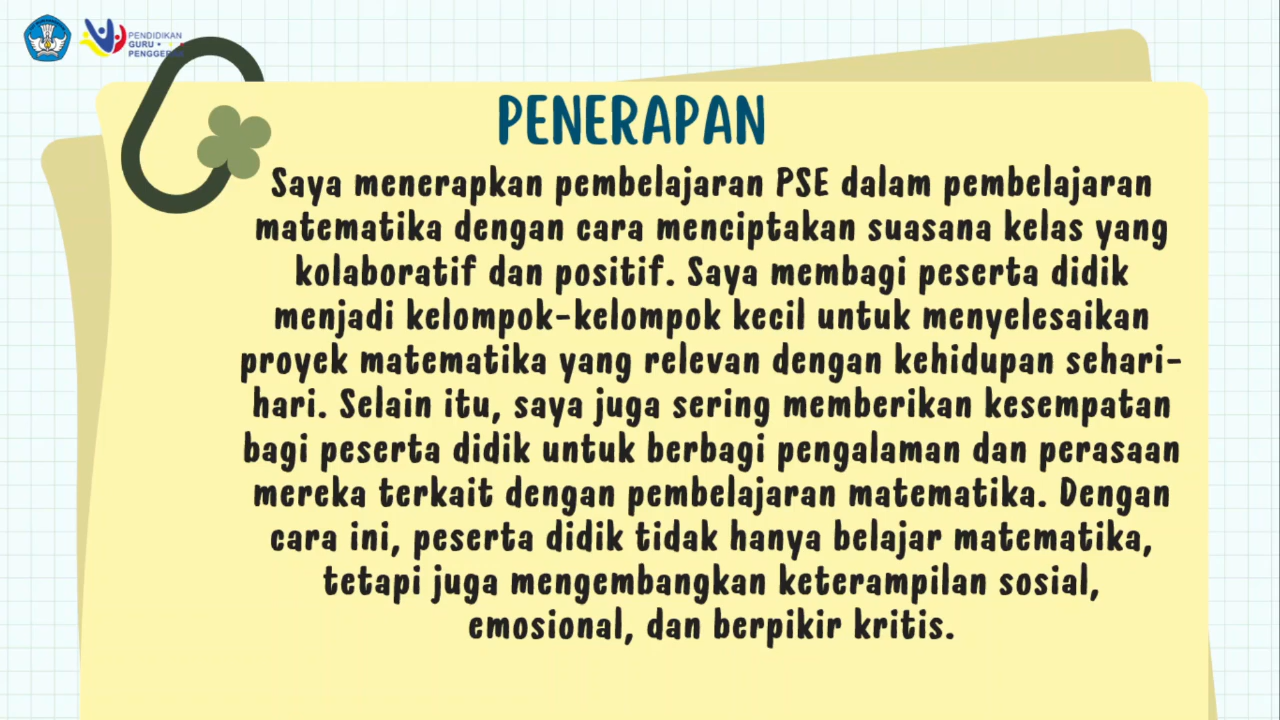 PENDIDIKAN
GURU
PENGGERAK
PENERAPAN
Saya menerapkan pembelajaran PSE dalam pembelajaran
matematika dengan cara menciptakan suasana kelas yang
kolaboratif dan positif. Saya membagi peserta didik
menjadi kelompok-kelompok kecil untuk menyelesaikan
proyek matematika yang relevan dengan kehidupan sehari-
hari. Selain itu, saya juga sering memberikan kesempatan
bagi peserta didik untuk berbagi pengalaman dan perasaan
mereka terkait dengan pembelajaran matematika. Dengan
cara ini, peserta didik tidak hanya belajar matematika,
tetapi juga mengembangkan keterampilan sosial,
emosional, dan berpikir kritis.